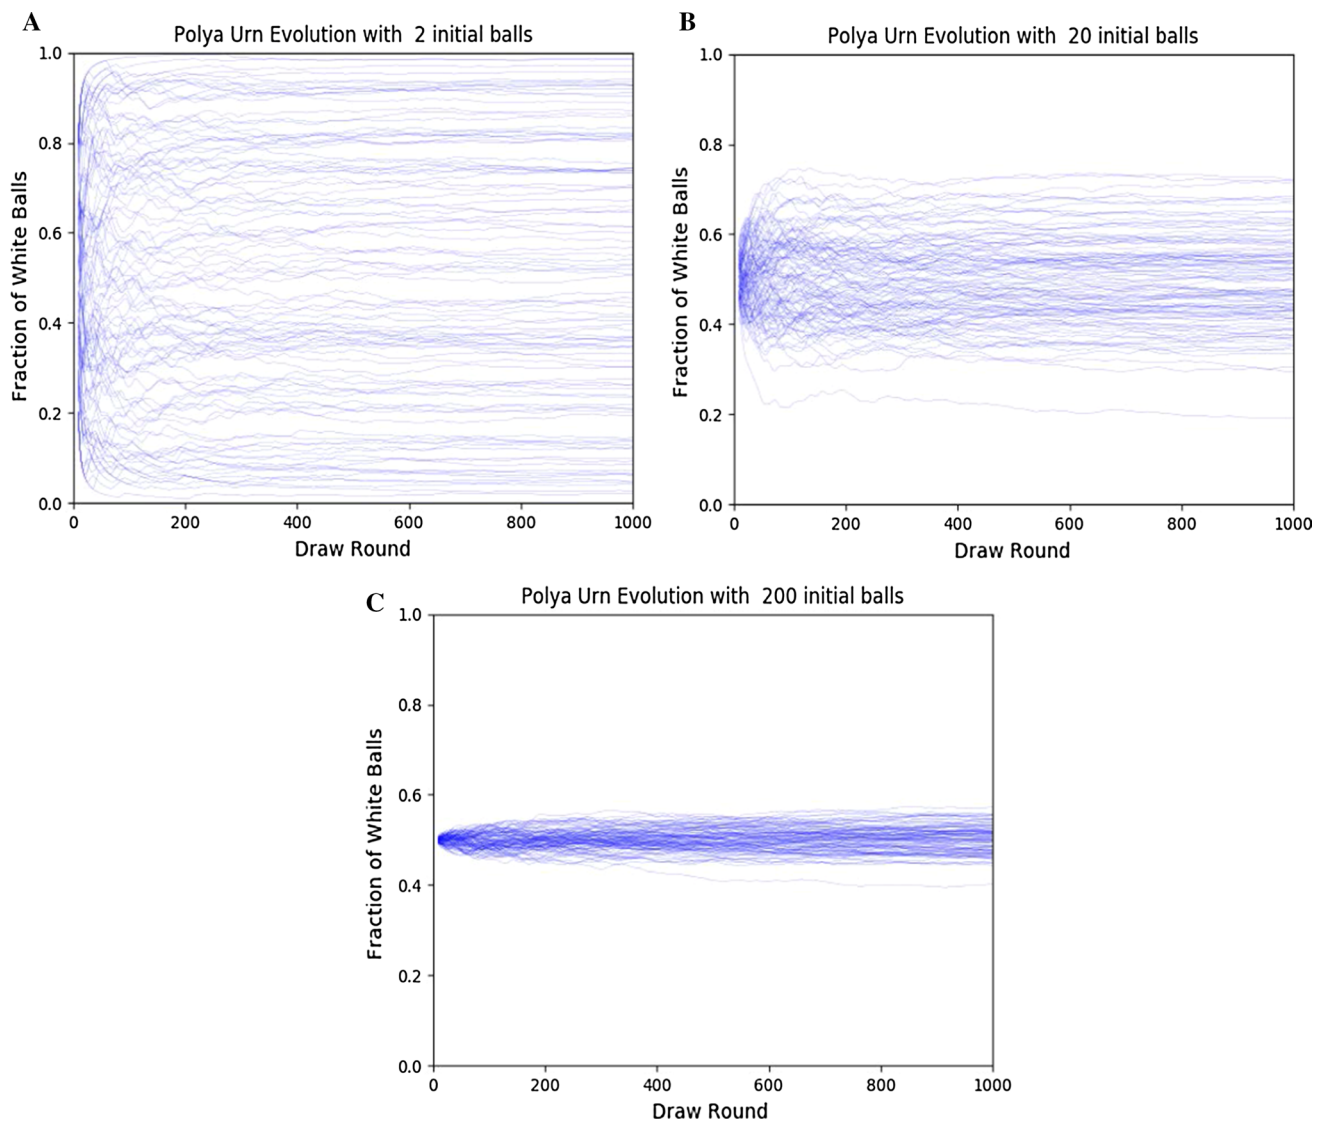 A
Polya Urn Evolution with 2 initial balls
1.0
0.8
0.6
0.4
0.2
0.0
Fraction of White Balls
0 200 400 600 800 1000
Draw Round
B
Polya Urn Evolution with 20 initial balls
1.0
0.8
0.6
0.4
0.2
0.0
Fraction of White Balls
0 200 400 600 800 1000
Draw Round
C
Polya Urn Evolution with 200 initial balls
1.0
0.8
0.6
0.4
0.2
0.0
Fraction of White Balls
0 200 400 600 800 1000
Draw Round